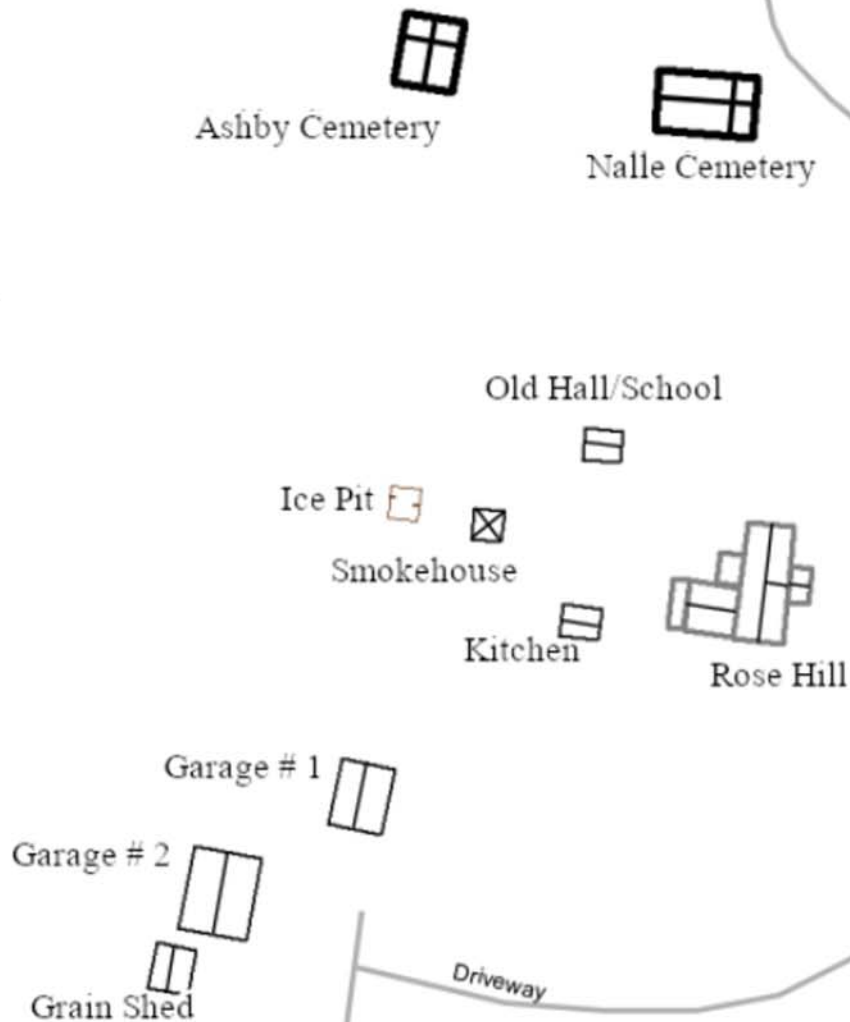 Ashby Cemetery
Nalle Cemetery
Old Hall/School
Ice Pit
Smokehouse
Kitchen
Rose Hill
Garage # 1
Garage # 2
Driveway
Grain Shed